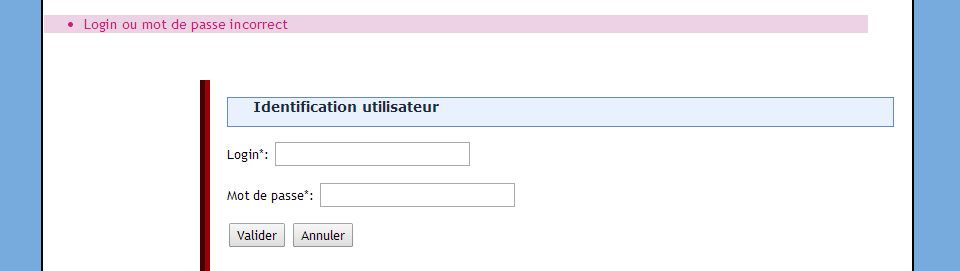 • Login ou mot de passe incorrect
Identification utilisateur
Login*:
Mot de passe*:
Valider Annuler